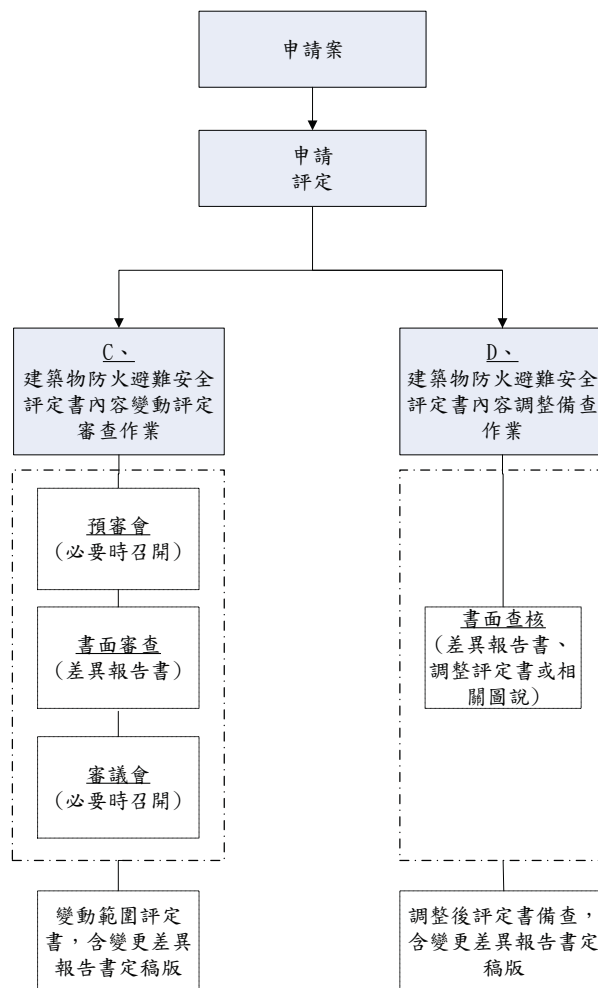 申請案
申請
評定
C、
建築物防火避難安全
評定書內容變動評定
審查作業
預審會
(必要時召開)
書面審查
(差異報告書)
審議會
(必要時召開)
變動範圍評定
書，含變更差異
報告書定稿版
D、
建築物防火避難安全
評定書內容調整備查
作業
書面查核
(差異報告書、
調整評定書或相
關圖說)
調整後評定書備查，
含變更差異報告書定
稿版